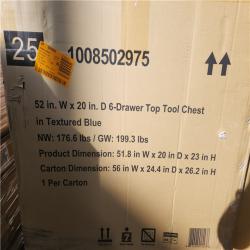 25
1008502975
52 in. W x 20 in. D 6-Drawer Top Tool Chest
in Textured Blue
NW: 176.6 lbs / GW: 199.3 lbs
Product Dimension: 51.8 in W x 20 in D x 23 in H
Carton Dimension: 56 in W x 24.4 in D x 26.2 in H
1 Per Carton